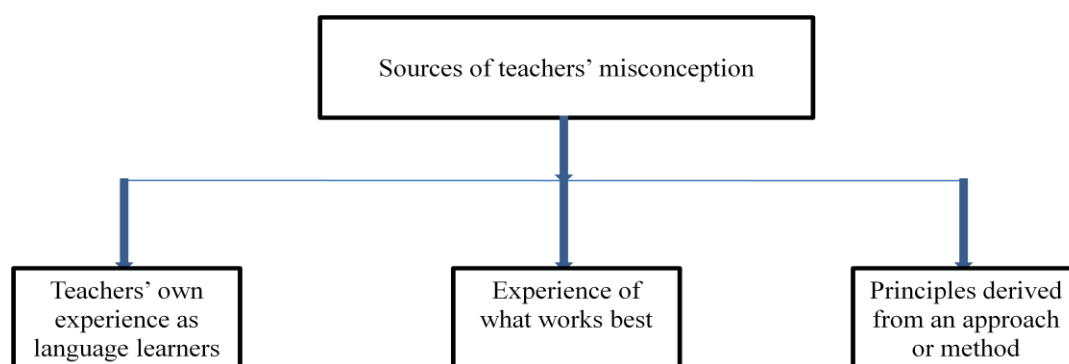 Sources of teachers’ misconception
Teachers’ own
experience as
language learners
Experience of
what works best
Principles derived
from an approach
or method